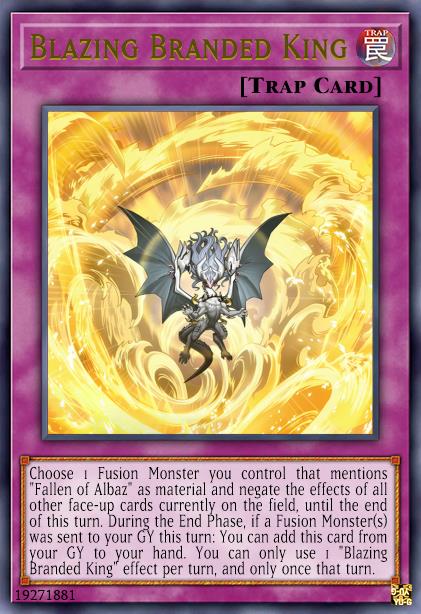 Blazing Branded King
TRAP
罠
[Trap Card]
Choose 1 Fusion Monster you control that mentions
"Fallen of Albaz" as material and negate the effects of all
other face-up cards currently on the field, until the end
of this turn. During the End Phase, if a Fusion Monster(s)
was sent to your GY this turn: You can add this card from
your GY to your hand. You can only use 1 "Blazing
Branded King" effect per turn, and only once that turn.
19271881